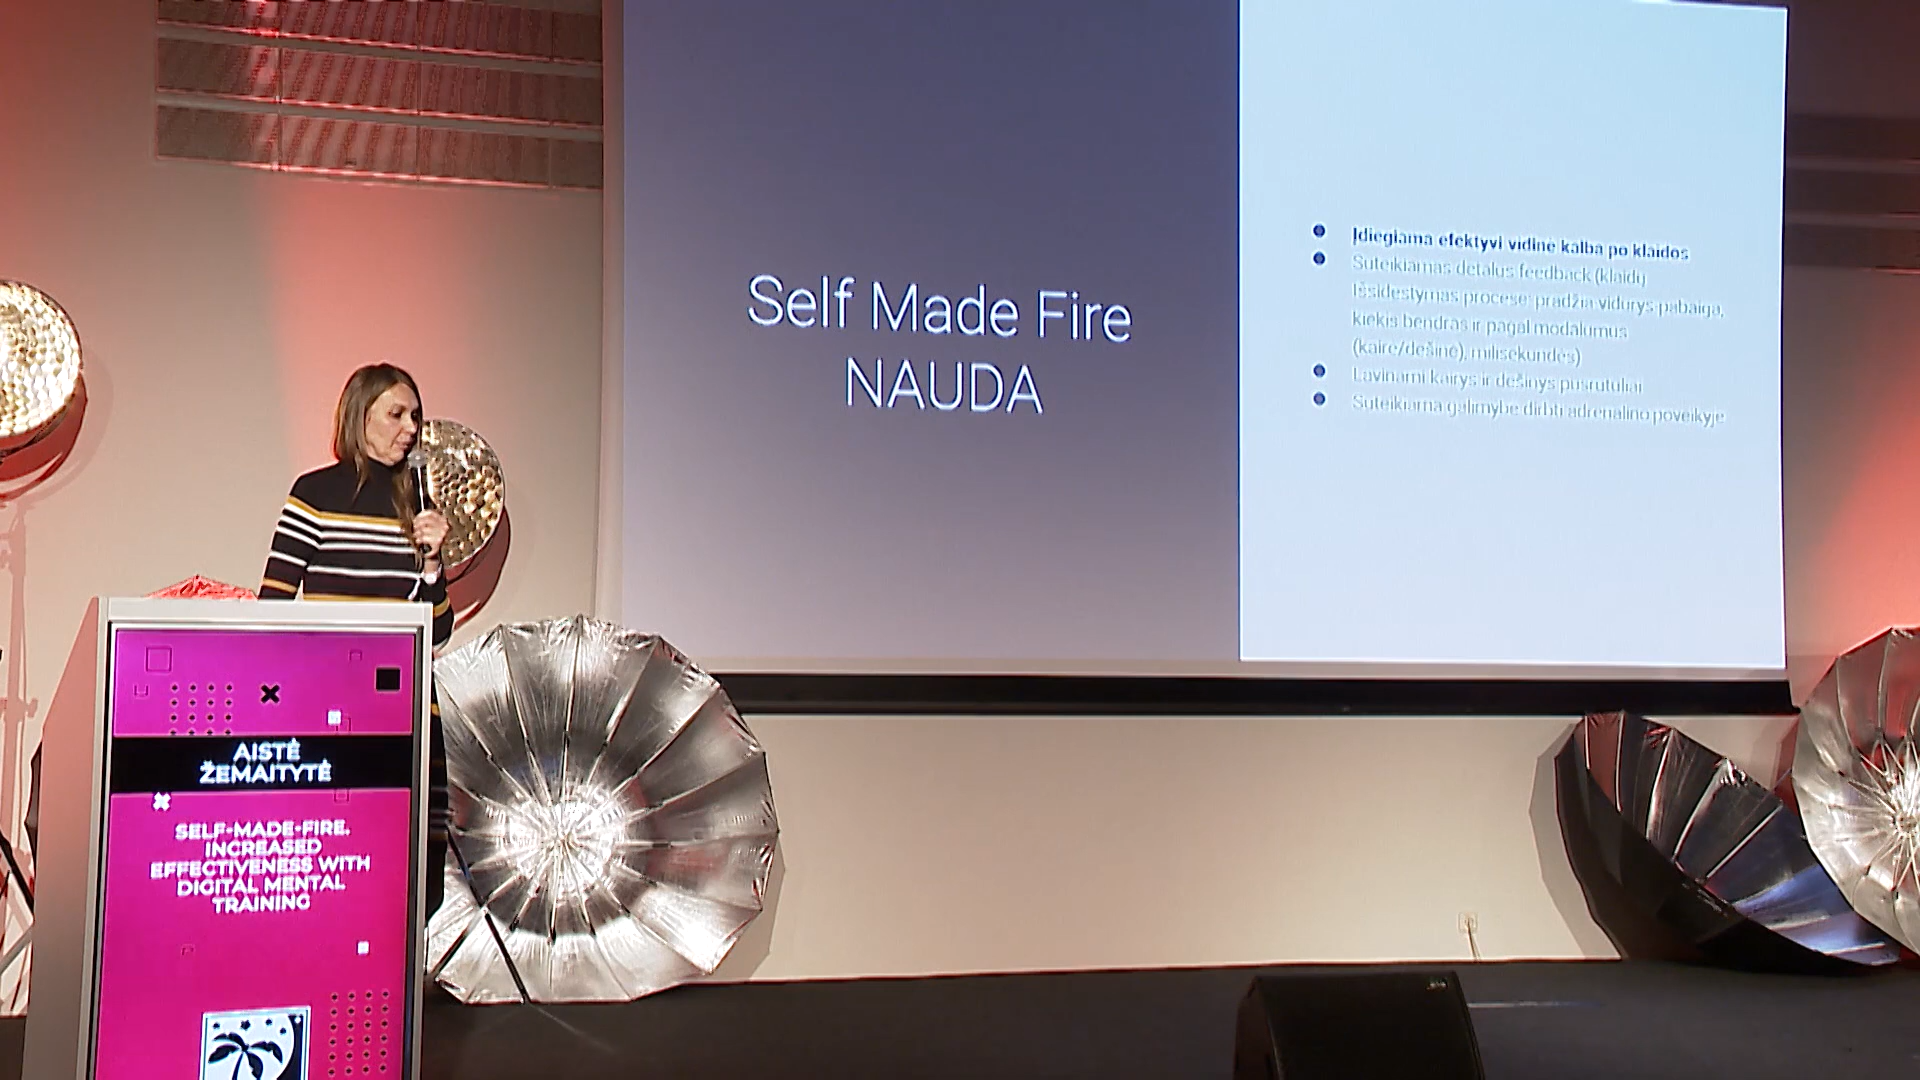 Self Made Fire
NAUDA
Įdiegiama efektyvi vidinė kalba po klaidos
Suteikiamas detalus feedback (klaidų
išsidėstymas procese: pradžia vidurys pabaiga,
kiekis bendras ir pagal modalumus
(kairė/dešinė), milisekundės)
Lavinami kairys ir dešinys pusrutuliai
Suteikiama galimybė dirbti adrenalino poveikyje
AISTĖ
ŽEMAITYTĖ
SELF-MADE-FIRE.
INCREASED
EFFECTIVENESS WITH
DIGITAL MENTAL
TRAINING